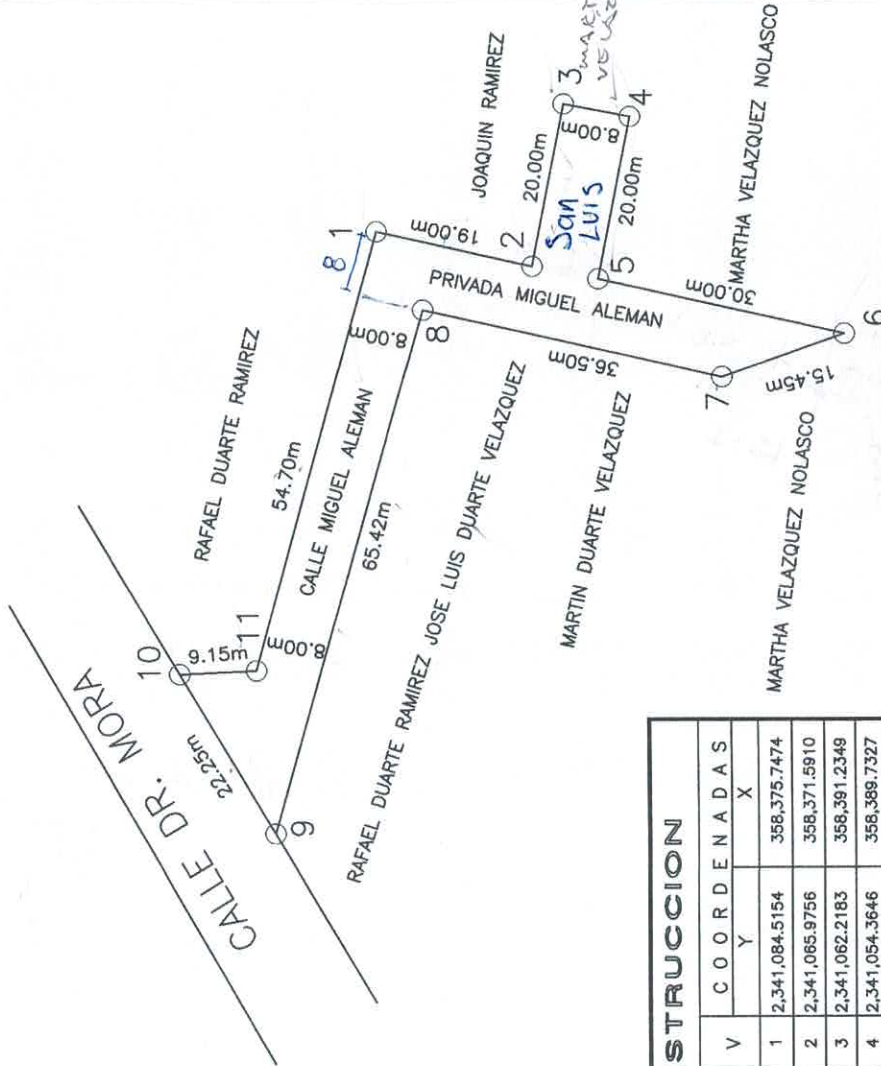 CALLE DR. MORA
10
9.15m
11
22.25m
9
RAFAEL DUARTE RAMIREZ
54.70m
CALLE MIGUEL ALEMAN
8.00m
65.42m
8.00m
8
8
1
19.00m
JOAQUIN RAMIREZ
2
20.00m
3
8.00m
4
San
LUIS
20.00m
5
PRIVADA MIGUEL ALEMAN
30.00m
MARTHA VELAZQUEZ NOLASCO
6
36.50m
7
15.45m
RAFAEL DUARTE RAMIREZ JOSE LUIS DUARTE VELAZQUEZ
MARTIN DUARTE VELAZQUEZ
MARTHA VELAZQUEZ NOLASCO
STRUCCION
V COORDENADAS
Y X
1 2,341,084.5154 358,375.7474
2 2,341,065.9756 358,371.5910
3 2,341,062.2183 358,391.2349
4 2,341,054.3646 358,389.7327